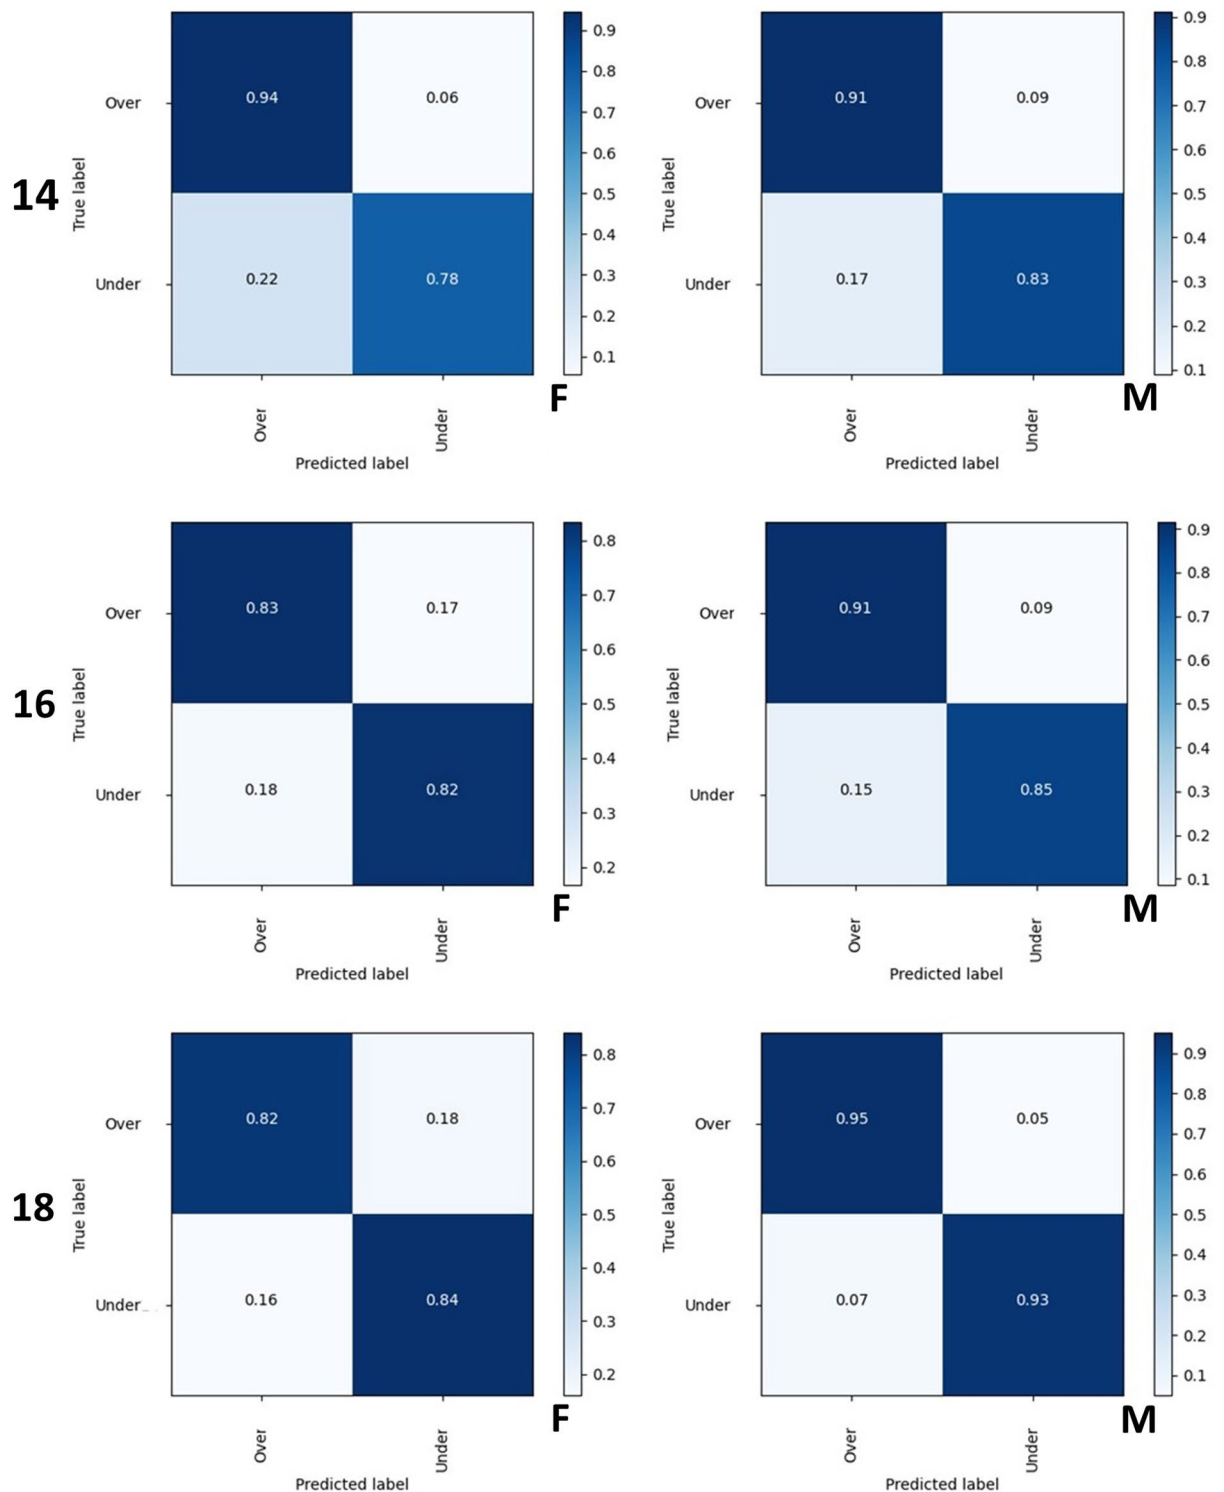 14
True label
Over
Under
0.94
0.06
0.22
0.78
Over
Under
Predicted label
0.9
0.8
0.7
0.6
0.5
0.4
0.3
0.2
0.1
F
True label
Over
Under
0.91
0.09
0.17
0.83
Over
Under
Predicted label
0.9
0.8
0.7
0.6
0.5
0.4
0.3
0.2
0.1
M
16
True label
Over
Under
0.83
0.17
0.18
0.82
Over
Under
Predicted label
0.8
0.7
0.6
0.5
0.4
0.3
0.2
F
True label
Over
Under
0.91
0.09
0.15
0.85
Over
Under
Predicted label
0.9
0.8
0.7
0.6
0.5
0.4
0.3
0.2
0.1
M
18
True label
Over
Under
0.82
0.18
0.16
0.84
Over
Under
Predicted label
0.8
0.7
0.6
0.5
0.4
0.3
0.2
F
True label
Over
Under
0.95
0.05
0.07
0.93
Over
Under
Predicted label
0.9
0.8
0.7
0.6
0.5
0.4
0.3
0.2
0.1
M